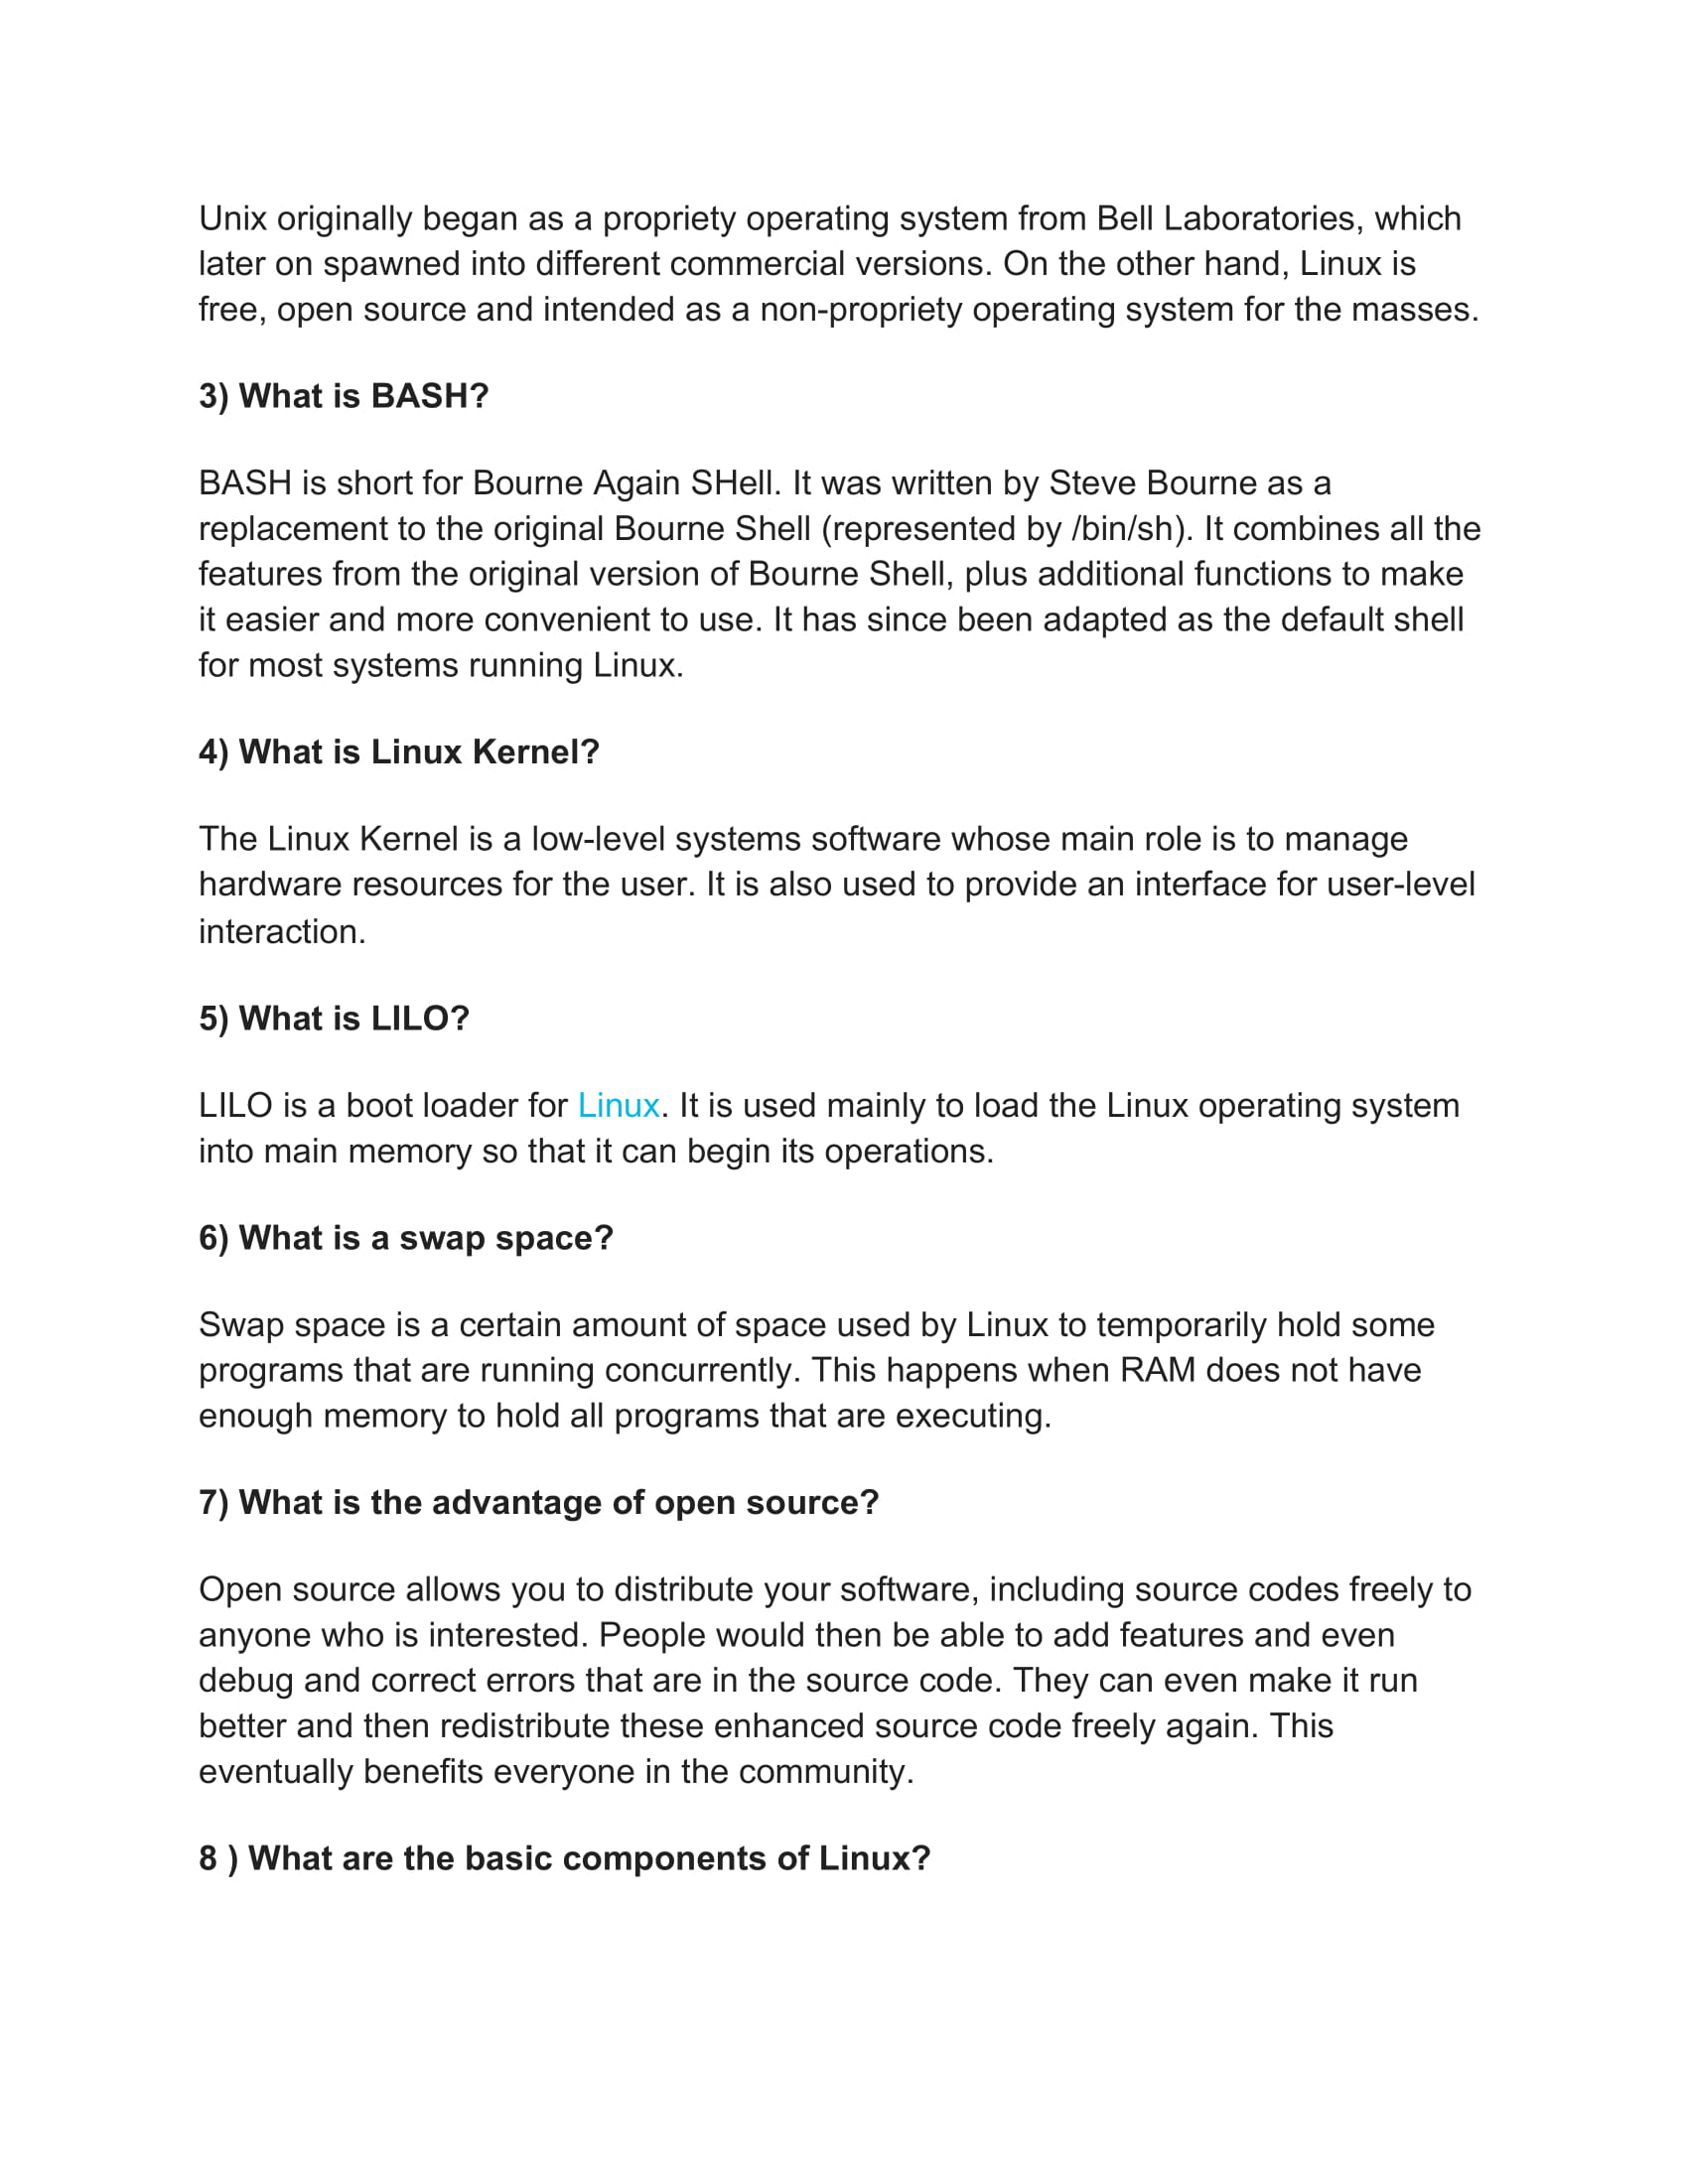 Unix originally began as a propriety operating system from Bell Laboratories, which
later on spawned into different commercial versions. On the other hand, Linux is
free, open source and intended as a non-propriety operating system for the masses.
3) What is BASH?
BASH is short for Bourne Again SHell. It was written by Steve Bourne as a
replacement to the original Bourne Shell (represented by /bin/sh). It combines all the
features from the original version of Bourne Shell, plus additional functions to make
it easier and more convenient to use. It has since been adapted as the default shell
for most systems running Linux.
4) What is Linux Kernel?
The Linux Kernel is a low-level systems software whose main role is to manage
hardware resources for the user. It is also used to provide an interface for user-level
interaction.
5) What is LILO?
LILO is a boot loader for Linux. It is used mainly to load the Linux operating system
into main memory so that it can begin its operations.
6) What is a swap space?
Swap space is a certain amount of space used by Linux to temporarily hold some
programs that are running concurrently. This happens when RAM does not have
enough memory to hold all programs that are executing.
7) What is the advantage of open source?
Open source allows you to distribute your software, including source codes freely to
anyone who is interested. People would then be able to add features and even
debug and correct errors that are in the source code. They can even make it run
better and then redistribute these enhanced source code freely again. This
eventually benefits everyone in the community.
8 ) What are the basic components of Linux?